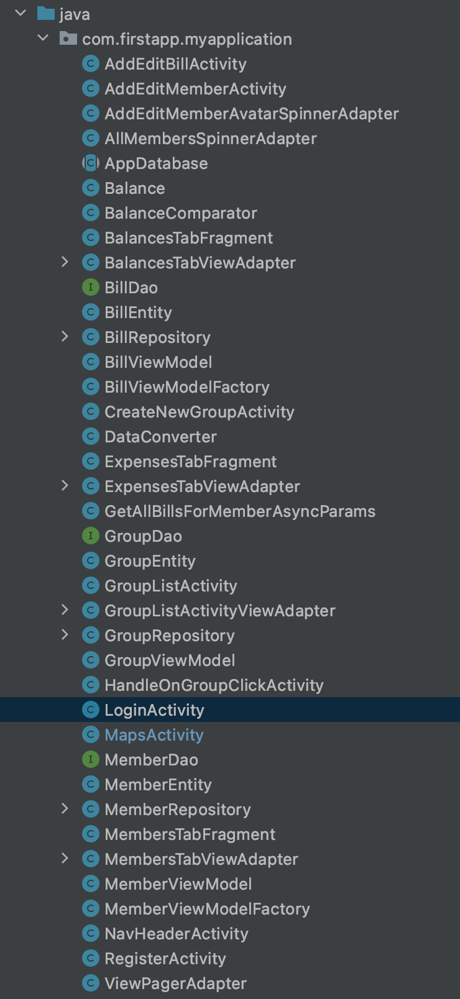 java
com.firstapp.myapplication
AddEditBillActivity
AddEditMemberActivity
AddEditMemberAvatarSpinnerAdapter
AllMembersSpinnerAdapter
AppDatabase
Balance
BalanceComparator
BalancesTabFragment
BalancesTabViewAdapter
BillDao
BillEntity
BillRepository
BillViewModel
BillViewModelFactory
CreateNewGroupActivity
DataConverter
ExpensesTabFragment
ExpensesTabViewAdapter
GetAllBillsForMemberAsyncParams
GroupDao
GroupEntity
GroupListActivity
GroupListActivityViewAdapter
GroupRepository
GroupViewModel
HandleOnGroupClickActivity
LoginActivity
MapsActivity
MemberDao
MemberEntity
MemberRepository
MembersTabFragment
MembersTabViewAdapter
MemberViewModel
MemberViewModelFactory
NavHeaderActivity
RegisterActivity
ViewPagerAdapter